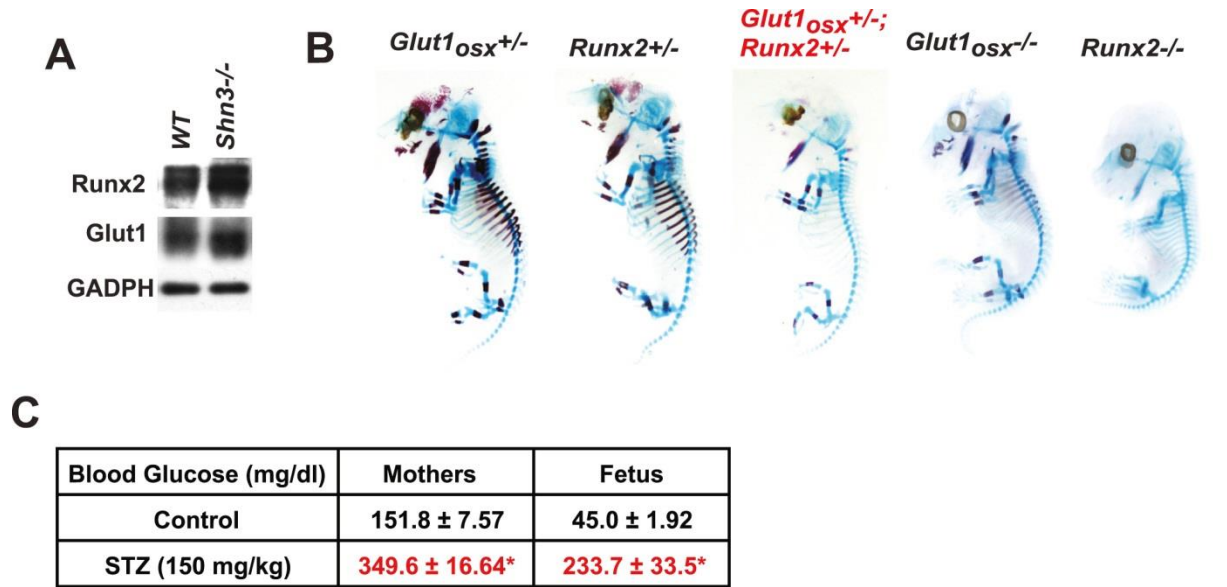 A
WT
Shn3-/-
Runx2
Glut1
GADPH
B
Glut1osx+/-
Runx2+/-
Glut1osx+/-;
Runx2+/-
Glut1osx-/-
Runx2-/-
C
Blood Glucose (mg/dl) Mothers Fetus
Control 151.8 ± 7.57 45.0 ± 1.92
STZ (150 mg/kg) 349.6 ± 16.64* 233.7 ± 33.5*